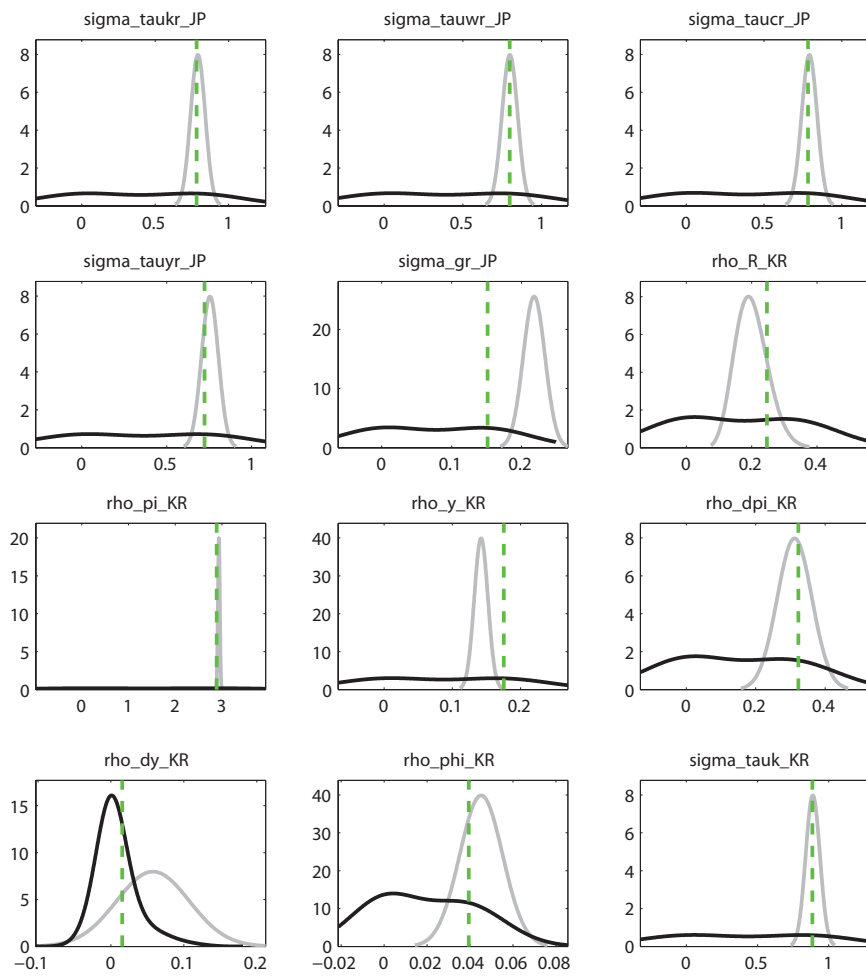 sigma_taukr_JP sigma_tauwr_JP sigma_taucr_JP
8 8 8
6 6 6
4 4 4
2 2 2
0 0 0
0 0.5 1 0 0.5 1 0 0.5 1
sigma_tauyr_JP sigma_gr_JP rho_R_KR
8 20 8
6 10 6
4 0 4
2 2
0 0
0 0.5 1 0 0.1 0.2 0 0.2 0.4
rho_pi_KR rho_y_KR rho_dpi_KR
20 40 8
15 30 6
10 20 4
5 10 2
0 0 0
0 1 2 3 0 0.1 0.2 0 0.2 0.4
rho_dy_KR rho_phi_KR sigma_tauk_KR
15 40 8
10 30 6
5 20 4
0 10 2
0 0
−0.1 0 0.1 0.2 −0.02 0 0.02 0.04 0.06 0.08 0 0.5 1